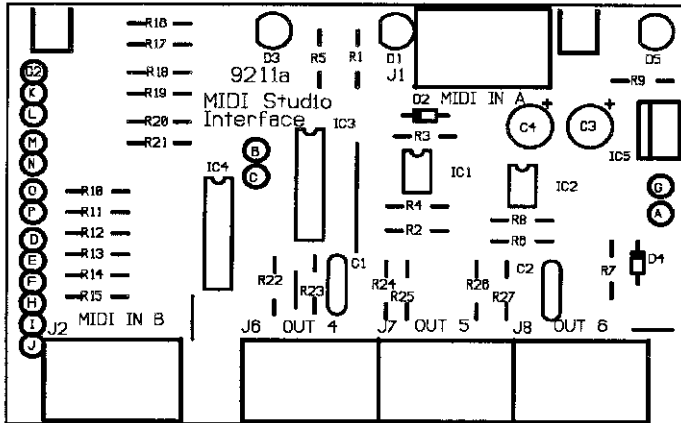 R16
R17
R18
R19
R20
R21
D3
R5
R1
D1
J1
D5
R9
9211a
MIDI Studio
Interface
MIDI IN A
D2
R3
+
C4
+
C3
IC5
G2
K
L
M
N
O
P
D
E
F
H
I
J
B
C
IC3
IC4
IC1
IC2
G
A
R10
R11
R12
R13
R14
R15
R4
R2
R8
R6
R22
R23
C1
R24
R25
R26
R27
C2
R7
D4
J2
MIDI IN B
J6
OUT 4
J7
OUT 5
J8
OUT 6